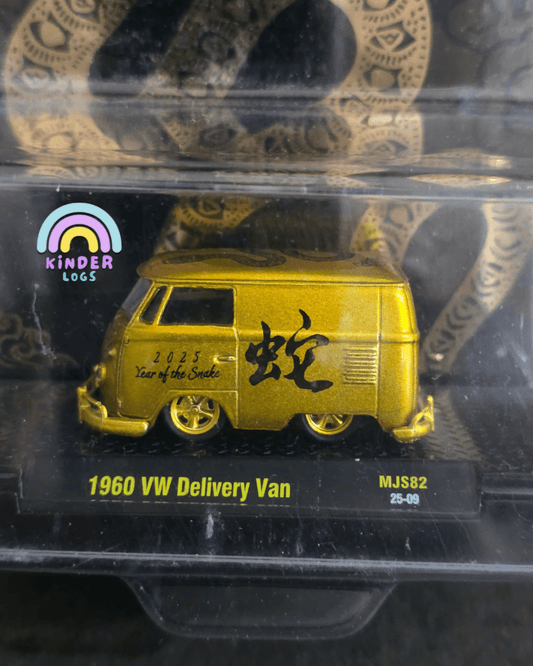 KiNDER
LOGS
2025
Year of the Snake
蛇
1960 VW Delivery Van
MJS82
25-09